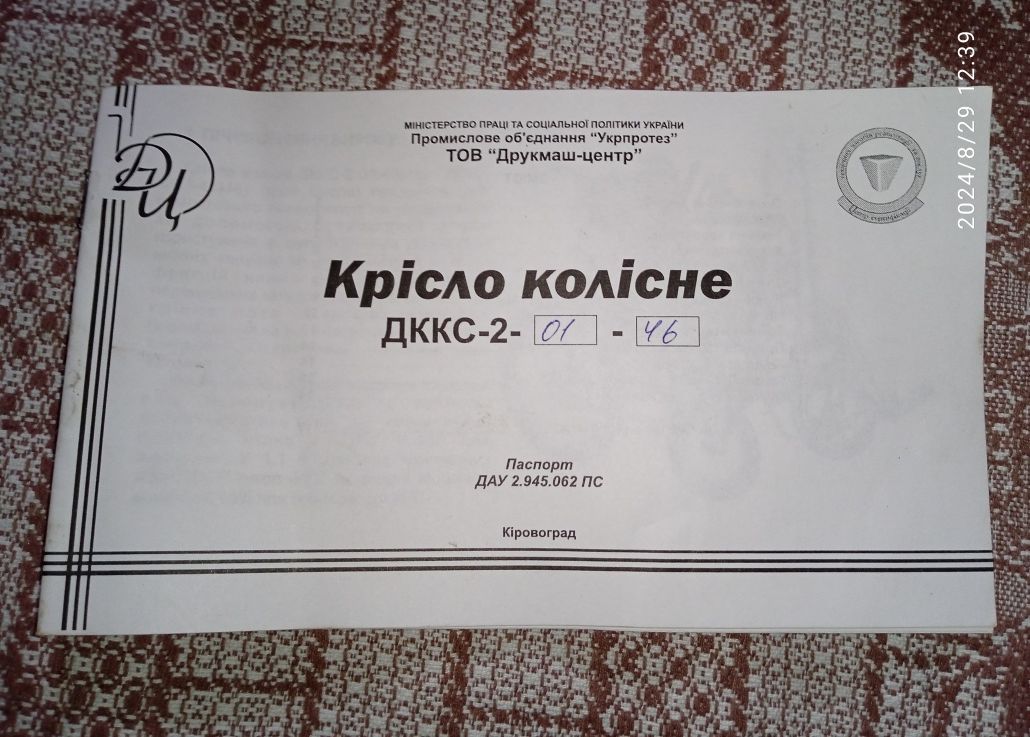 МІНІСТЕРСТВО ПРАЦІ ТА СОЦІАЛЬНОЇ ПОЛІТИКИ УКРАЇНИ
Промислове об'єднання "Укрпротез"
ТОВ "Друкмаш-центр"
ДЦ
Крісло колісне
ДККС-2- 01 - 46
Паспорт
ДАУ 2.945.062 ПС
Кіровоград
2024/8/29 12:39